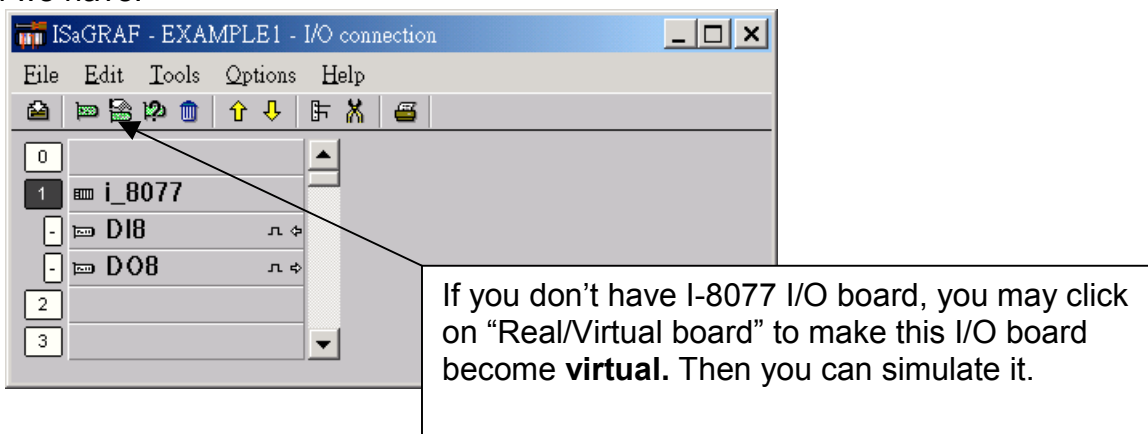 we have.
ISaGRAF - EXAMPLE1 - I/O connection
File Edit Tools Options Help
0
1 i_8077
- DI8
- DO8
2
3
If you don’t have I-8077 I/O board, you may click
on “Real/Virtual board” to make this I/O board
become virtual. Then you can simulate it.